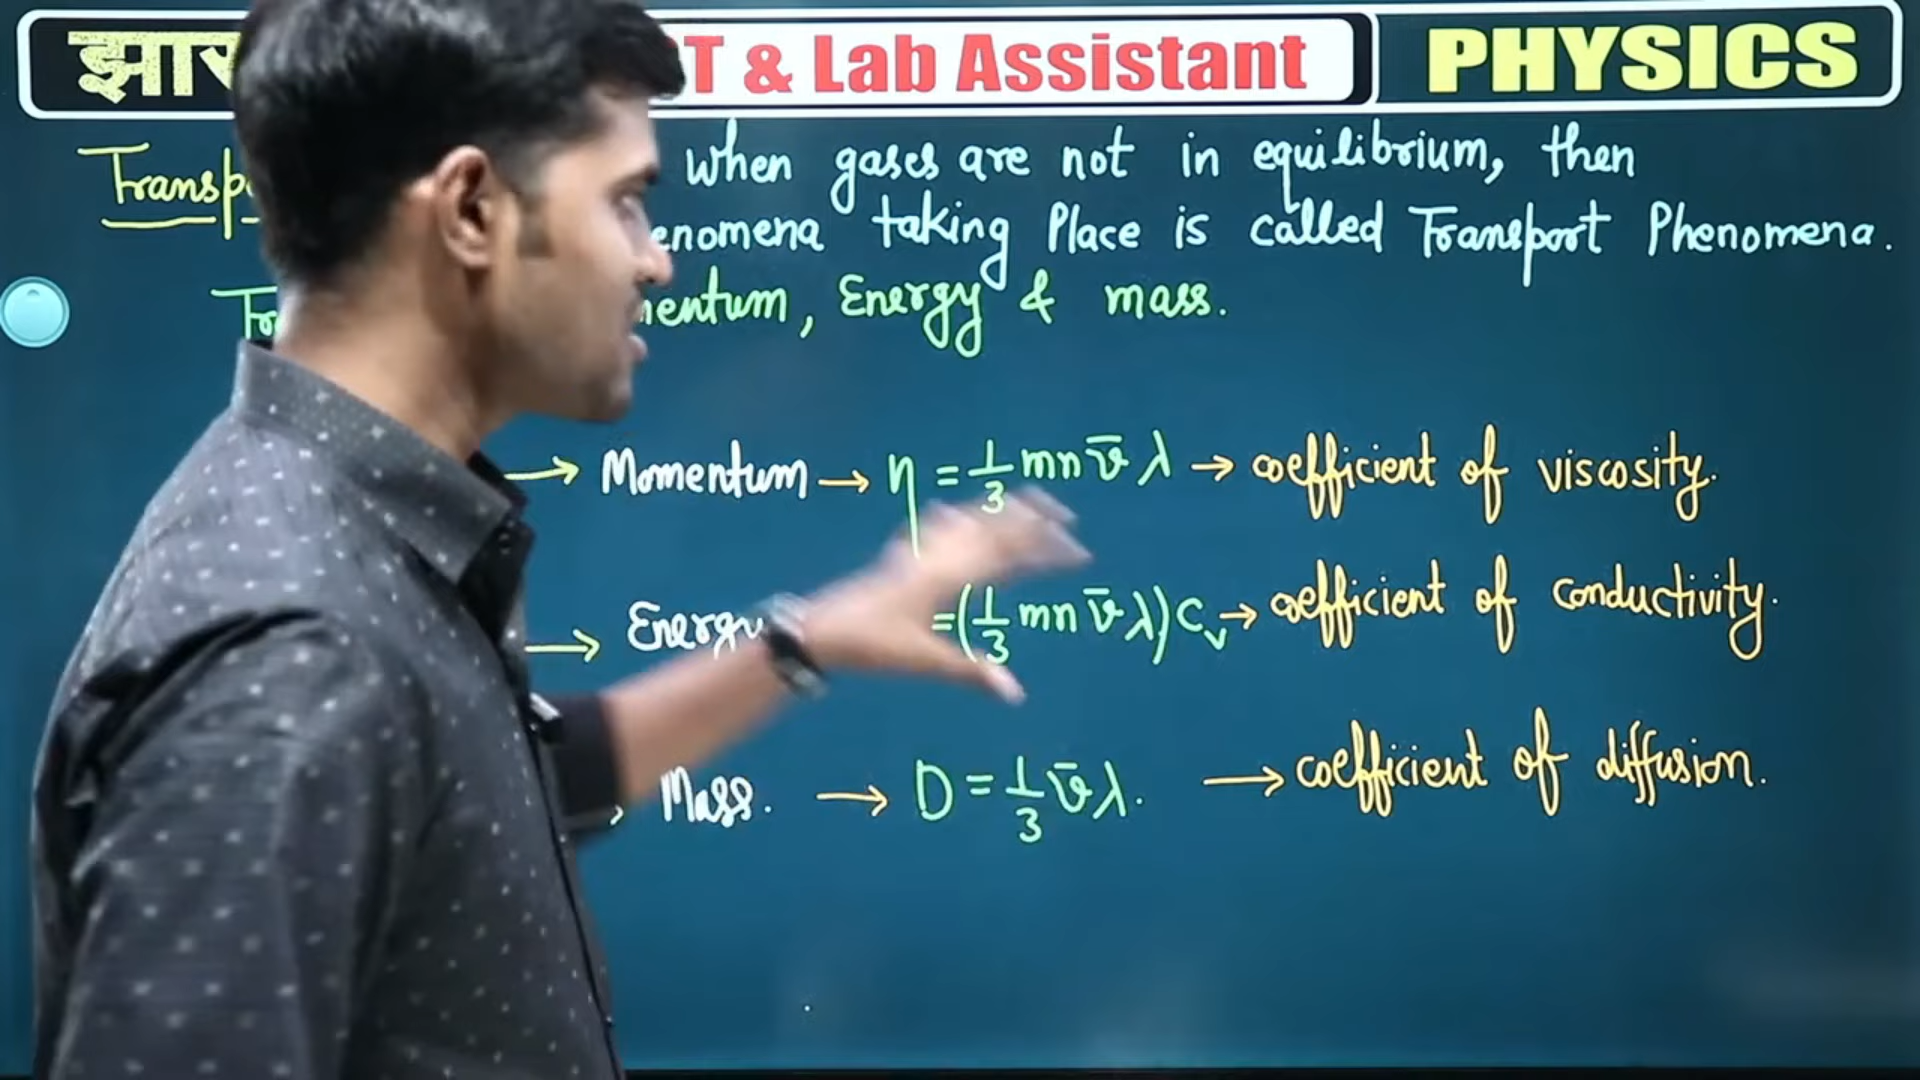 झार T & Lab Assistant PHYSICS
when gases are not in equilibrium, then
enomena taking Place is called Transport Phenomena.
mentum, Energy & mass.
→ Momentum → η = 1/3 mn v̄ λ → coefficient of viscosity.
→ Energy = (1/3 mn v̄ λ) Cᵥ → coefficient of conductivity.
Mass. → D = 1/3 v̄ λ. → coefficient of diffusion.